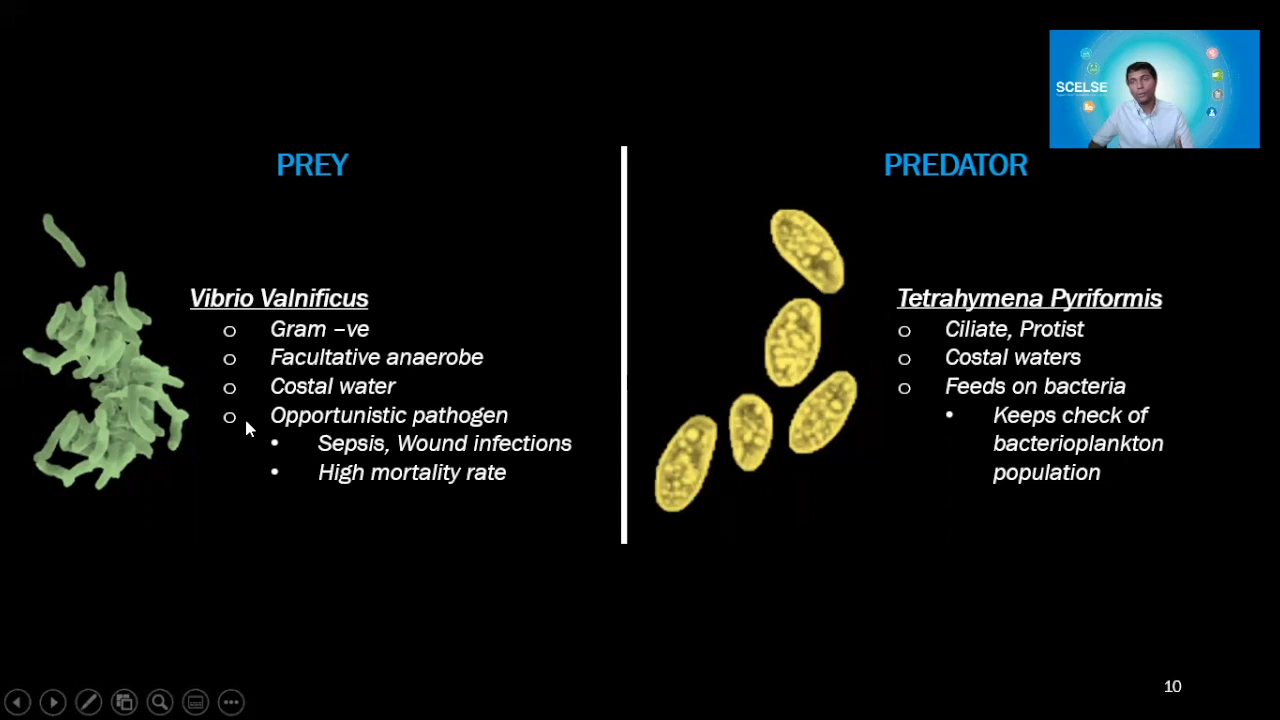 SCELSE
PREY
PREDATOR
Vibrio Valnificus
o Gram –ve
o Facultative anaerobe
o Costal water
o Opportunistic pathogen
• Sepsis, Wound infections
• High mortality rate
Tetrahymena Pyriformis
o Ciliate, Protist
o Costal waters
o Feeds on bacteria
• Keeps check of
bacterioplankton
population
10